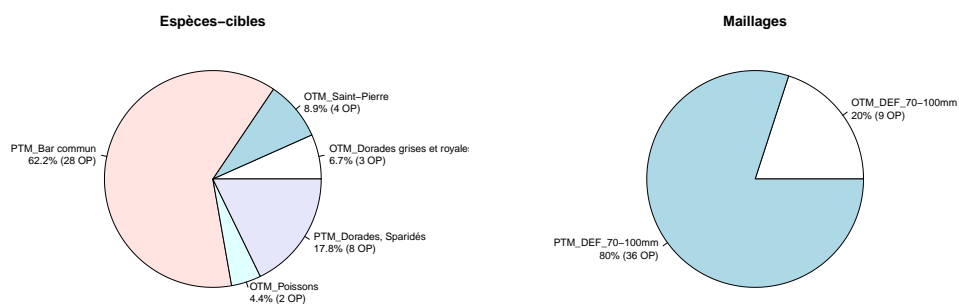 Espèces−cibles
OTM_Saint−Pierre
8.9% (4 OP)
PTM_Bar commun
62.2% (28 OP)
OTM_Dorades grises et royales
6.7% (3 OP)
PTM_Dorades, Sparidés
17.8% (8 OP)
OTM_Poissons
4.4% (2 OP)
Maillages
OTM_DEF_70−100mm
20% (9 OP)
PTM_DEF_70−100mm
80% (36 OP)